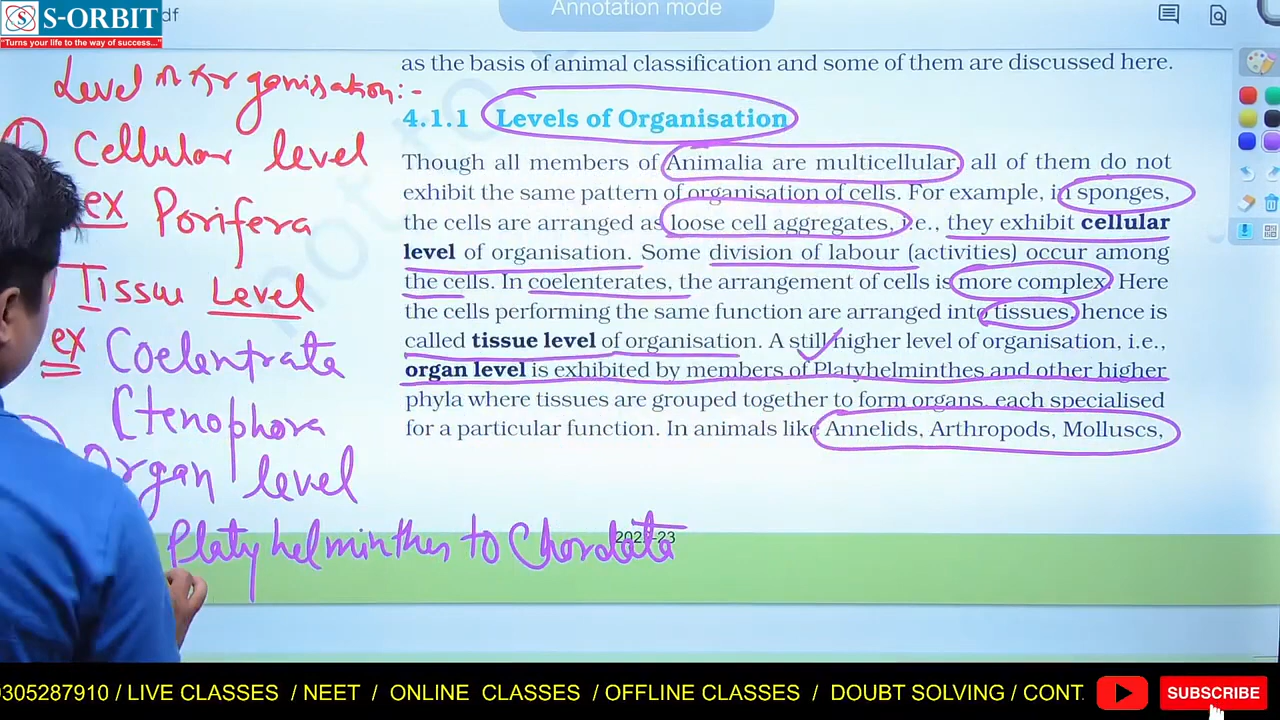 S-ORBIT
"Turns your life to the way of success..."
df
Annotation mode
Level of organisation:-
1) Cellular level
ex Porifera
Tissue Level
ex Coelentrate
Ctenophora
Organ level
Platyhelminthes to Chordata
as the basis of animal classification and some of them are discussed here.
4.1.1 Levels of Organisation
Though all members of Animalia are multicellular, all of them do not
exhibit the same pattern of organisation of cells. For example, in sponges,
the cells are arranged as loose cell aggregates, i.e., they exhibit cellular
level of organisation. Some division of labour (activities) occur among
the cells. In coelenterates, the arrangement of cells is more complex. Here
the cells performing the same function are arranged into tissues, hence is
called tissue level of organisation. A still higher level of organisation, i.e.,
organ level is exhibited by members of Platyhelminthes and other higher
phyla where tissues are grouped together to form organs, each specialised
for a particular function. In animals like Annelids, Arthropods, Molluscs,
0305287910 / LIVE CLASSES / NEET / ONLINE CLASSES / OFFLINE CLASSES / DOUBT SOLVING / CONT
SUBSCRIBE